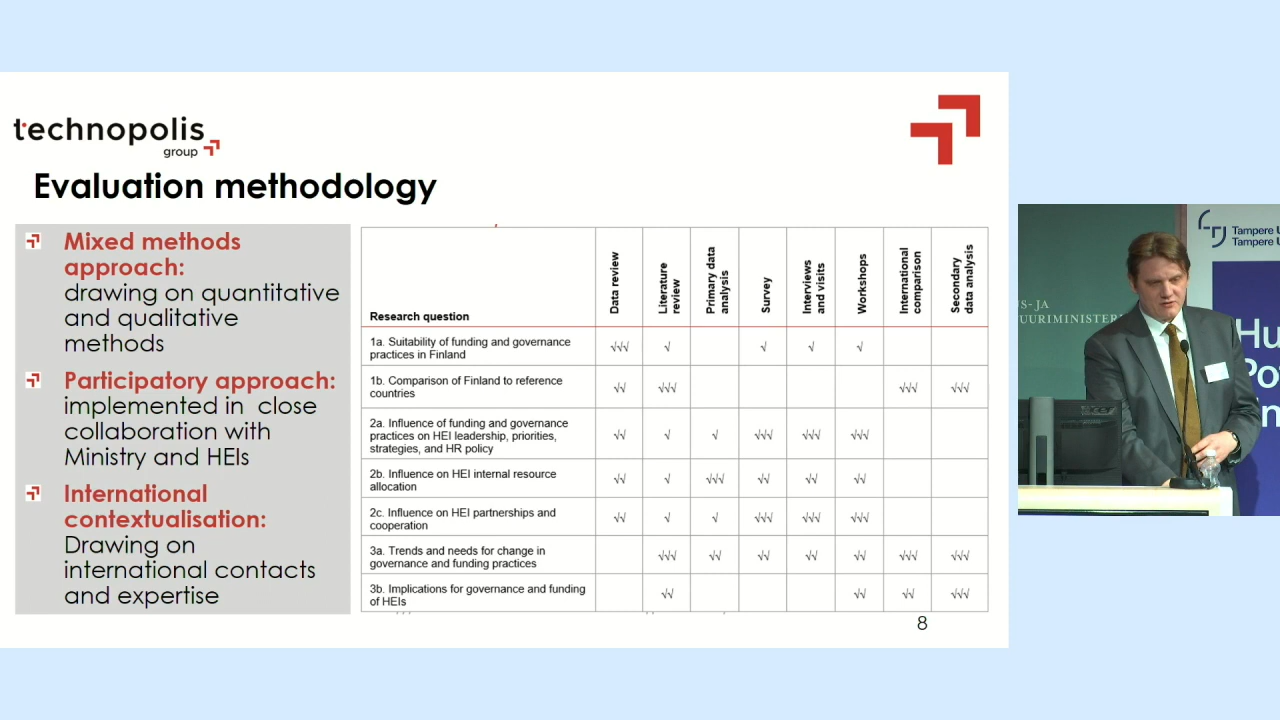 technopolis
group
Evaluation methodology
Mixed methods
approach:
drawing on quantitative
and qualitative
methods
Participatory approach:
implemented in close
collaboration with
Ministry and HEIs
International
contextualisation:
Drawing on
international contacts
and expertise
Research question
Data review
Literature
review
Primary data
analysis
Survey
Interviews
and visits
Workshops
International
comparison
Secondary
data analysis
1a. Suitability of funding and governance
practices in Finland
√√√ √ √ √ √
1b. Comparison of Finland to reference
countries
√√ √√√ √√√ √√√
2a. Influence of funding and governance
practices on HEI leadership, priorities,
strategies, and HR policy
√√ √ √ √√√ √√√ √√√
2b. Influence on HEI internal resource
allocation
√√ √ √√√ √√ √√ √√
2c. Influence on HEI partnerships and
cooperation
√√ √ √ √√√ √√√ √√√
3a. Trends and needs for change in
governance and funding practices
√√√ √√ √√ √√ √√ √√√ √√√
3b. Implications for governance and funding
of HEIs
√√ √√ √√ √√√
8
US- JA
UURIMINISTER
Tampere U
Tampere U
Hu
Po
in